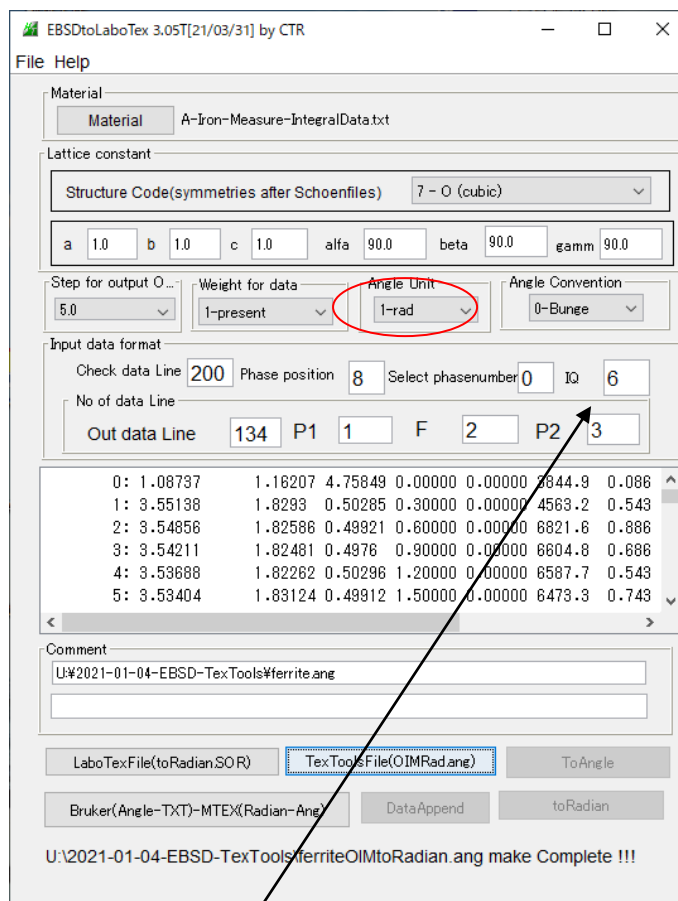 EBSDtoLaboTex 3.05T[21/03/31] by CTR
File Help
Material
Material A-Iron-Measure-IntegralData.txt
Lattice constant
Structure Code(symmetries after Schoenfiles) 7 - O (cubic)
a 1.0 b 1.0 c 1.0 alfa 90.0 beta 90.0 gamm 90.0
Step for output O... Weight for data Angle Unit Angle Convention
5.0 1-present 1-rad 0-Bunge
Input data format
Check data Line 200 Phase position 8 Select phasenumber 0 IQ 6
No of data Line
Out data Line 134 P1 1 F 2 P2 3
0: 1.08737 1.16207 4.75849 0.00000 0.00000 3844.9 0.086
1: 3.55138 1.8293 0.50285 0.30000 0.00000 4563.2 0.543
2: 3.54856 1.82586 0.49921 0.60000 0.00000 6821.6 0.886
3: 3.54211 1.82481 0.4976 0.90000 0.00000 6604.8 0.686
4: 3.53688 1.82262 0.50296 1.20000 0.00000 6587.7 0.543
5: 3.53404 1.83124 0.49912 1.50000 0.00000 6473.3 0.743
Comment
U:¥2021-01-04-EBSD-TexTools¥ferrite.ang
LaboTexFile(toRadian.SOR) TexToolsFile(OIMRad.ang) ToAngle
Bruker(Angle-TXT)-MTEX(Radian-Ang) DataAppend toRadian
U:\2021-01-04-EBSD-TexTools\ferriteOIMtoRadian.ang make Complete !!!